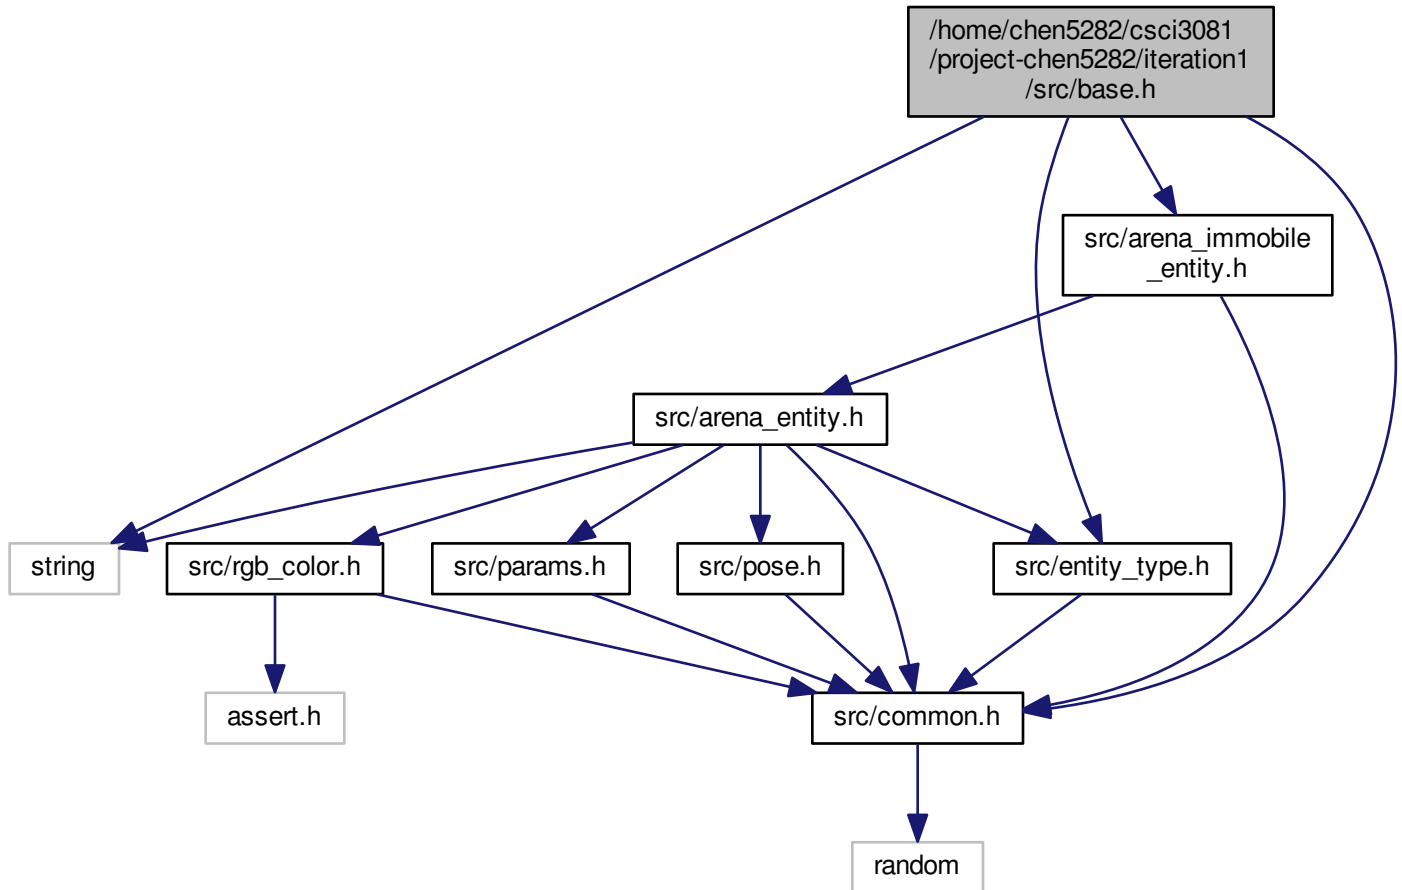 /home/chen5282/csci3081
/project-chen5282/iteration1
/src/base.h
src/arena_immobile
_entity.h
src/arena_entity.h
string
src/rgb_color.h
src/params.h
src/pose.h
src/entity_type.h
assert.h
src/common.h
random